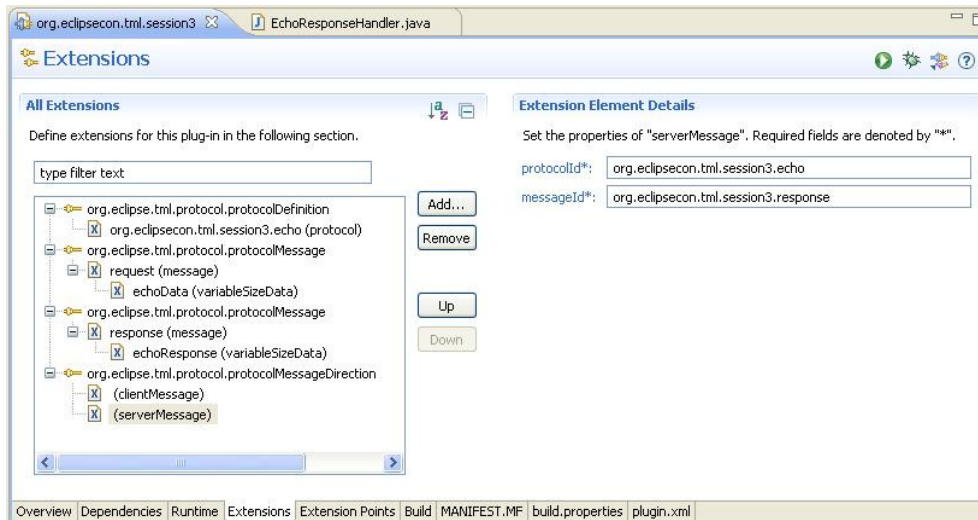 org.eclipsecon.tml.session3
EchoResponseHandler.java
Extensions
All Extensions
Define extensions for this plug-in in the following section.
type filter text
org.eclipse.tml.protocol.protocolDefinition
org.eclipsecon.tml.session3.echo (protocol)
org.eclipse.tml.protocol.protocolMessage
request (message)
echoData (variableSizeData)
org.eclipse.tml.protocol.protocolMessage
response (message)
echoResponse (variableSizeData)
org.eclipse.tml.protocol.protocolMessageDirection
(clientMessage)
(serverMessage)
Add...
Remove
Up
Down
Extension Element Details
Set the properties of "serverMessage". Required fields are denoted by "*".
protocolId*: org.eclipsecon.tml.session3.echo
messageId*: org.eclipsecon.tml.session3.response
Overview Dependencies Runtime Extensions Extension Points Build MANIFEST.MF build.properties plugin.xml